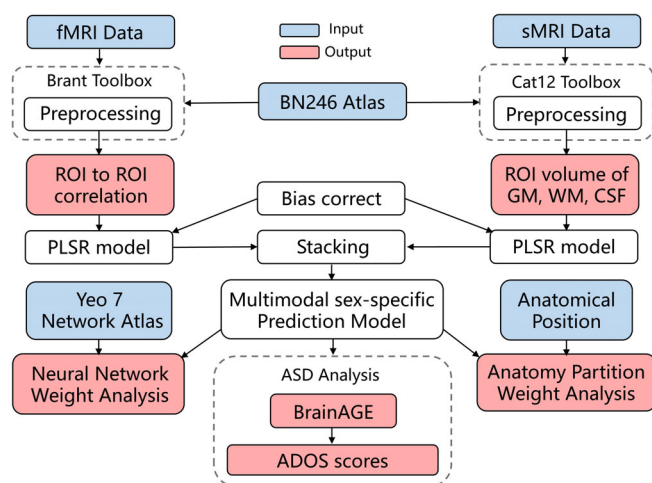 fMRI Data
Input
Output
sMRI Data
Brant Toolbox
Preprocessing
BN246 Atlas
Cat12 Toolbox
Preprocessing
ROI to ROI
correlation
ROI volume of
GM, WM, CSF
Bias correct
PLSR model
Stacking
PLSR model
Yeo 7
Network Atlas
Multimodal sex-specific
Prediction Model
Anatomical
Position
Neural Network
Weight Analysis
ASD Analysis
BrainAGE
ADOS scores
Anatomy Partition
Weight Analysis